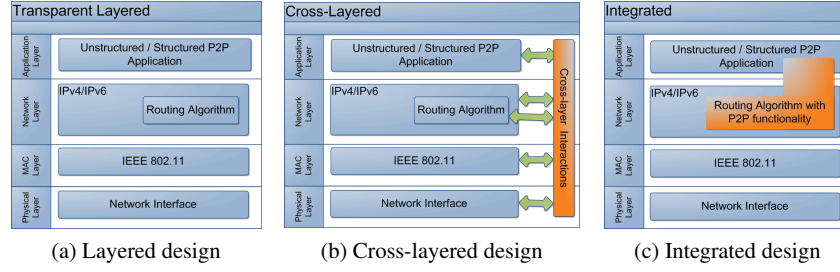 Transparent Layered
Application
Layer
Unstructured / Structured P2P
Application
Network
Layer
IPv4/IPv6
Routing Algorithm
MAC
Layer
IEEE 802.11
Physical
Layer
Network Interface
(a) Layered design
Cross-Layered
Application
Layer
Unstructured / Structured P2P
Application
Network
Layer
IPv4/IPv6
Routing Algorithm
MAC
Layer
IEEE 802.11
Physical
Layer
Network Interface
Cross-layer Interactions
(b) Cross-layered design
Integrated
Application
Layer
Unstructured / Structured P2P
Application
Network
Layer
IPv4/IPv6
Routing Algorithm with
P2P functionality
MAC
Layer
IEEE 802.11
Physical
Layer
Network Interface
(c) Integrated design